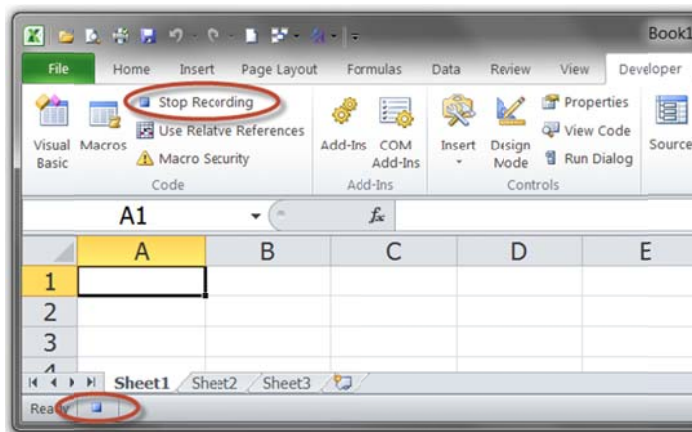 Book1
File Home Insert Page Layout Formulas Data Review View Developer
Stop Recording
Use Relative References
Macro Security
Visual Basic
Macros
Code
Add-Ins
COM Add-Ins
Add-Ins
Insert
Design Mode
Properties
View Code
Run Dialog
Controls
Source
A1 fx
A B C D E
1
2
3
4
Sheet1 Sheet2 Sheet3
Ready